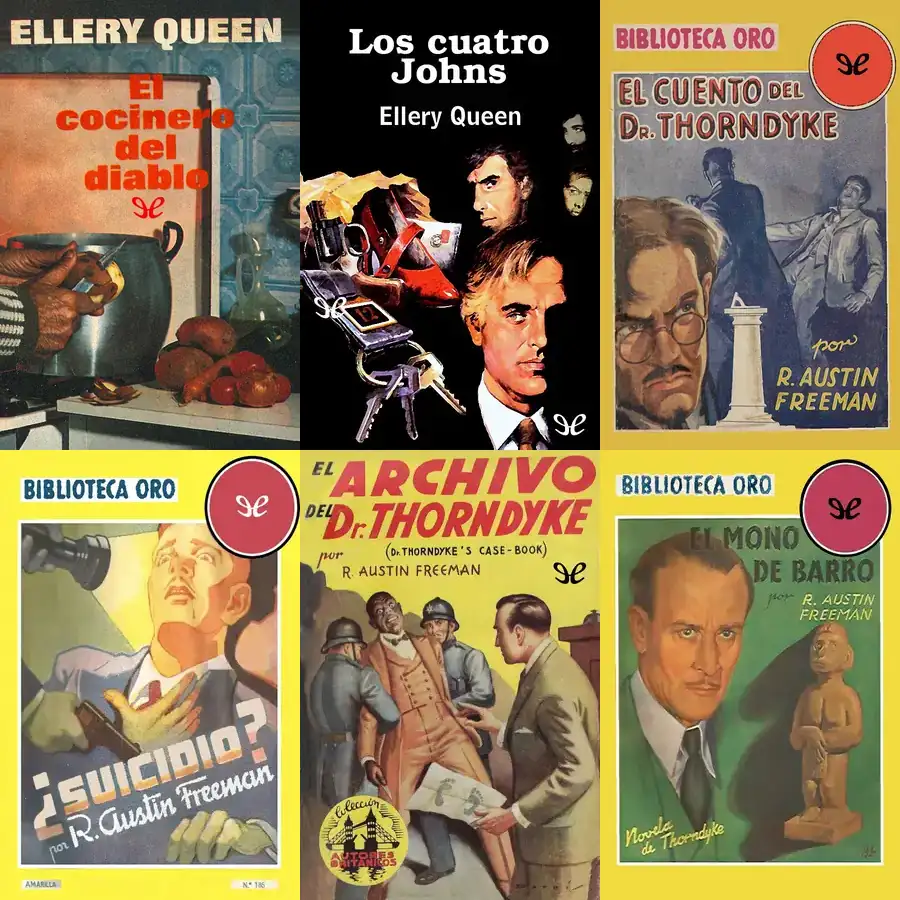 ELLERY QUEEN
El
cocinero
del
diablo
Los cuatro
Johns
Ellery Queen
12
BIBLIOTECA ORO
EL CUENTO DEL
DR. THORNDYKE
por
R. AUSTIN
FREEMAN
BIBLIOTECA ORO
¿SUICIDIO?
por R. Austin Freeman
AMARILLA
N.º 186
EL ARCHIVO
DEL DR. THORNDYKE
por
(DR. THORNDYKE'S CASE-BOOK)
R. AUSTIN FREEMAN
Colección
AUTORES
BRITANICOS
BIBLIOTECA ORO
EL MONO
DE BARRO
por
R. AUSTIN
FREEMAN
Novela
de Thorndyke